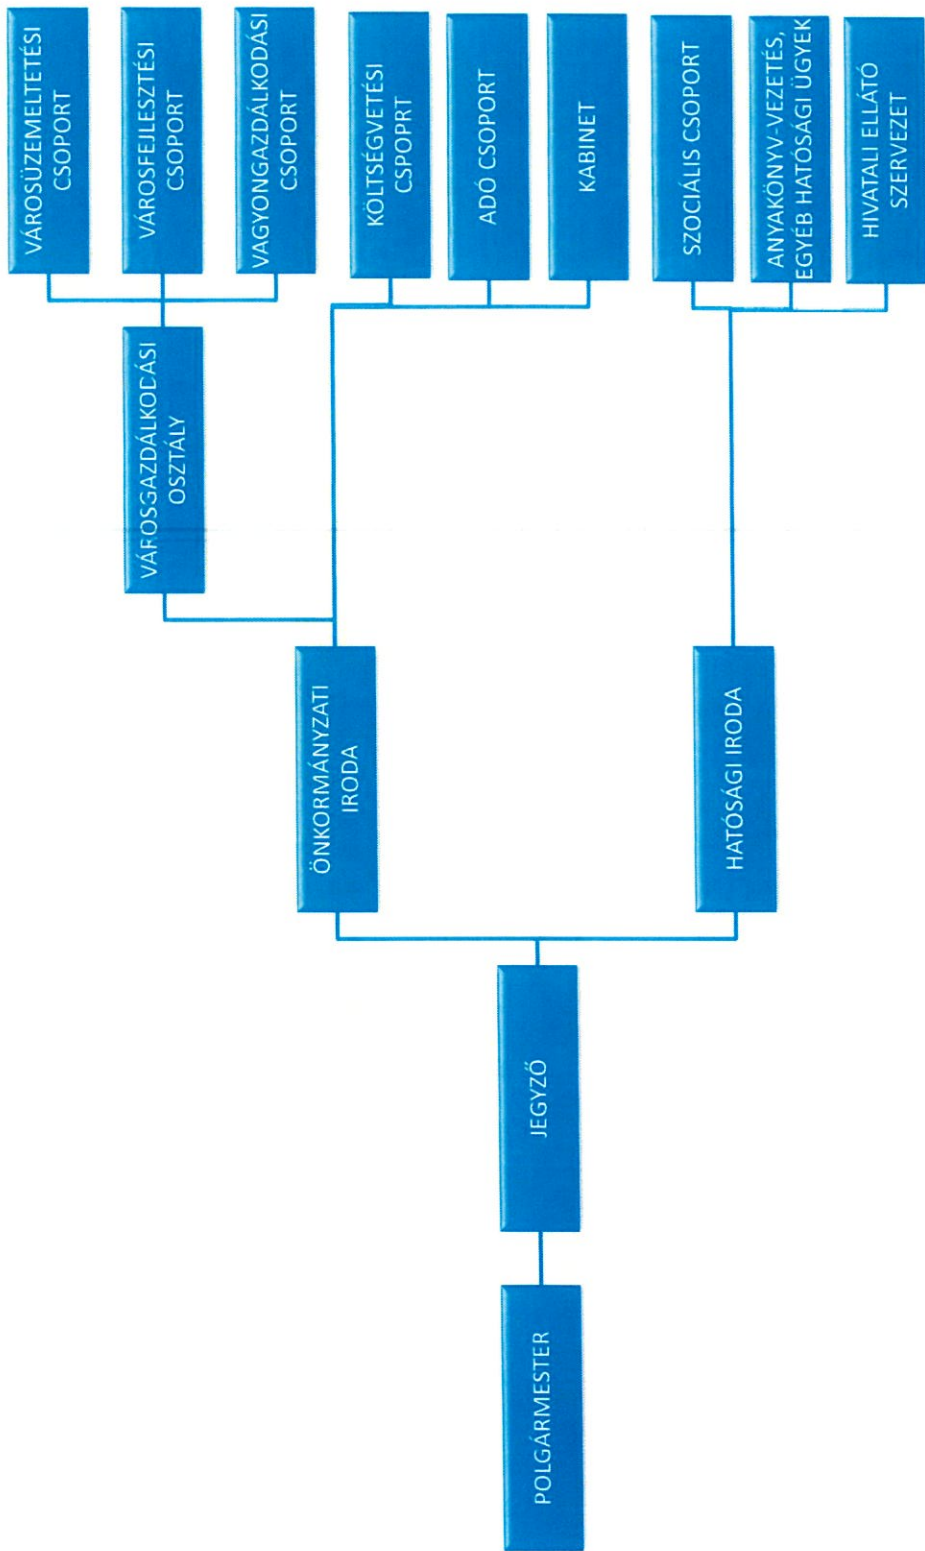 POLGÁRMESTER
JEGYZŐ
ÖNKORMÁNYZATI
IRODA
VÁROSGAZDÁLKODÁSI
OSZTÁLY
VÁROSÜZEMELTETÉSI
CSOPORT
VÁROSFEJLESZTÉSI
CSOPORT
VAGYONGAZDÁLKODÁSI
CSOPORT
KÖLTSÉGVETÉSI
CSPOPRT
ADÓ CSOPORT
KABINET
HATÓSÁGI IRODA
SZOCIÁLIS CSOPORT
ANYAKÖNYV-VEZETÉS,
EGYÉB HATÓSÁGI ÜGYEK
HIVATALI ELLÁTÓ
SZERVEZET